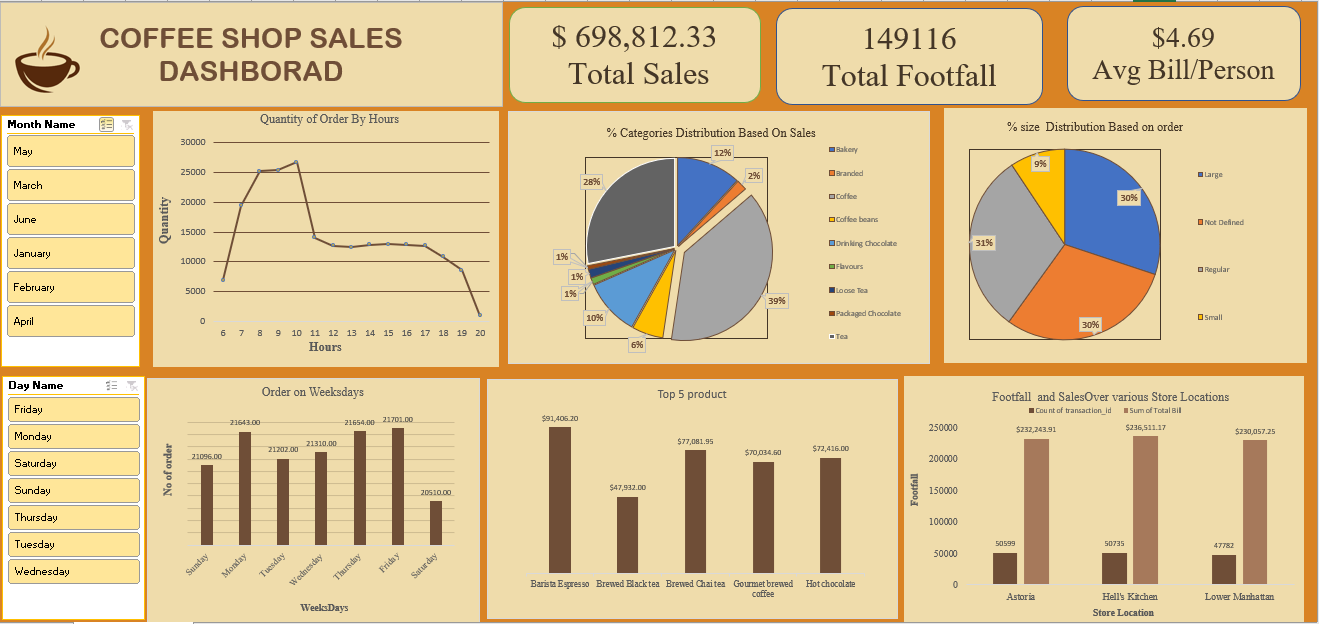 COFFEE SHOP SALES
DASHBORAD
$ 698,812.33
Total Sales
149116
Total Footfall
$4.69
Avg Bill/Person
Month Name
May
March
June
January
February
April
Quantity of Order By Hours
30000
25000
20000
15000
10000
5000
0
Quantity
6 7 8 9 10 11 12 13 14 15 16 17 18 19 20
Hours
% Categories Distribution Based On Sales
12%
2%
39%
6%
10%
1%
1%
1%
28%
Bakery
Branded
Coffee
Coffee beans
Drinking Chocolate
Flavours
Loose Tea
Packaged Chocolate
Tea
% size Distribution Based on order
30%
30%
31%
9%
Large
Not Defined
Regular
Small
Day Name
Friday
Monday
Saturday
Sunday
Thursday
Tuesday
Wednesday
Order on Weeksdays
No of order
21096.00
21643.00
21202.00
21310.00
21654.00
21701.00
20510.00
Sunday
Monday
Tuesday
Wednesday
Thursday
Friday
Saturday
WeeksDays
Top 5 product
$91,406.20
$47,932.00
$77,081.95
$70,034.60
$72,416.00
Barista Espresso
Brewed Black tea
Brewed Chai tea
Gourmet brewed
coffee
Hot chocolate
Footfall and SalesOver various Store Locations
Count of transaction_id
Sum of Total Bill
250000
200000
150000
100000
50000
0
Footfall
$232,243.91
$236,511.17
$230,057.25
50599
50735
47782
Astoria
Hell's Kitchen
Lower Manhattan
Store Location